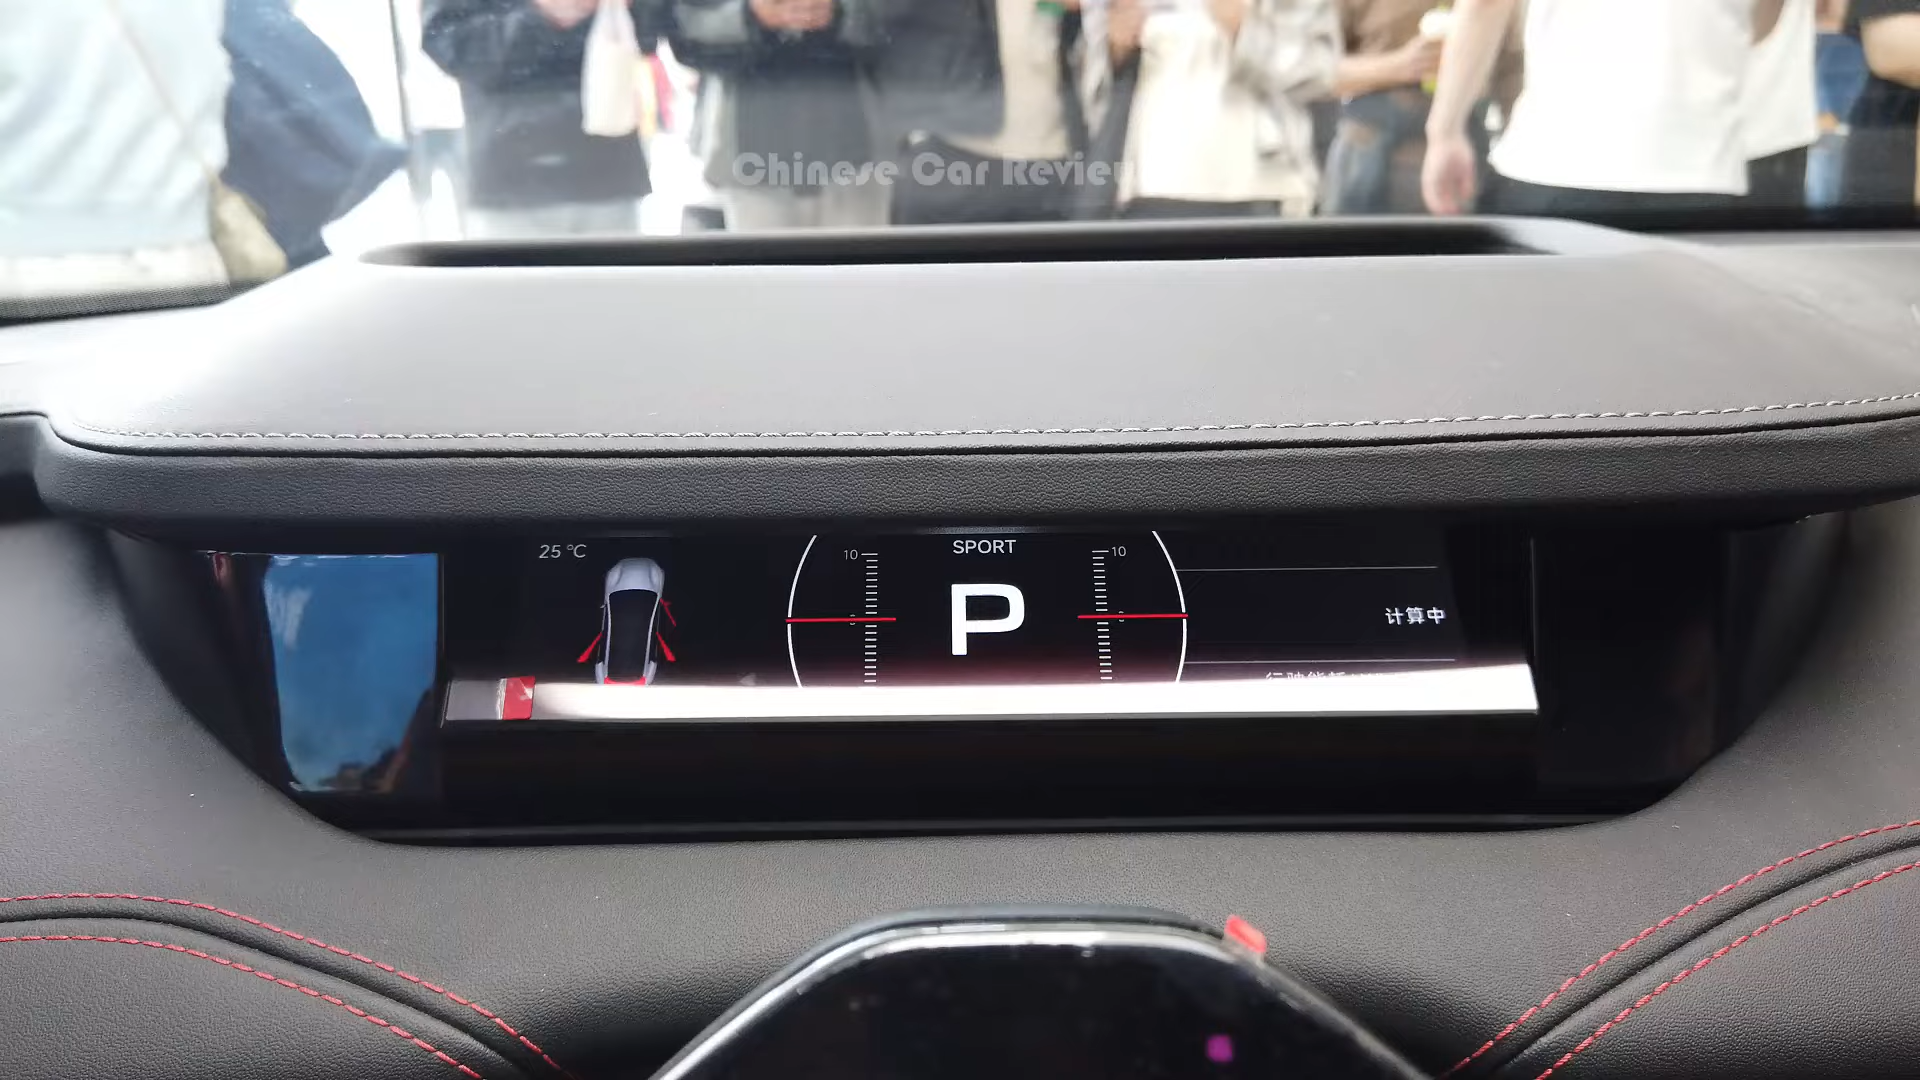 Chinese Car Review
25 °C
10
SPORT
10
P
计算中